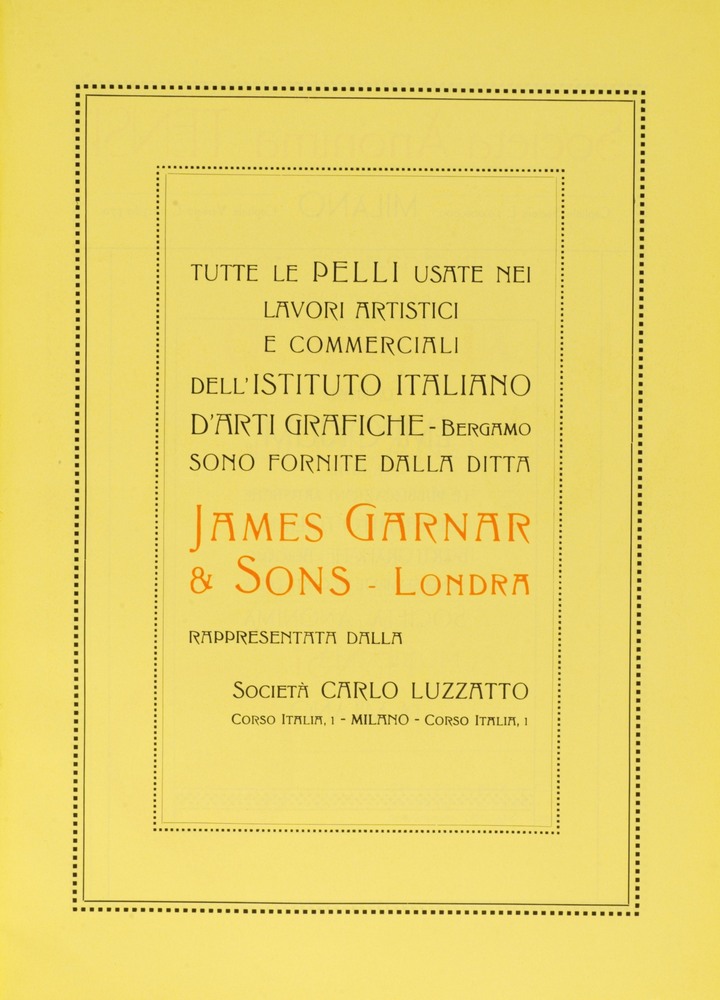 TUTTE LE PELLI USATE NEI
LAVORI ARTISTICI
E COMMERCIALI
DELL'ISTITUTO ITALIANO
D'ARTI GRAFICHE - BERGAMO
SONO FORNITE DALLA DITTA
JAMES GARNAR
& SONS - LONDRA
RAPPRESENTATA DALLA
SOCIETÀ CARLO LUZZATTO
CORSO ITALIA, 1 - MILANO - CORSO ITALIA, 1